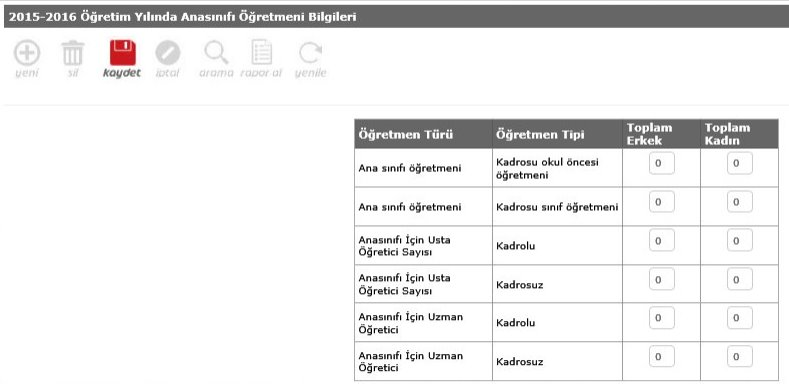 2015-2016 Öğretim Yılında Anasınıfı Öğretmeni Bilgileri
yeni sil kaydet iptal arama rapor al yenile
Öğretmen Türü Öğretmen Tipi Toplam Erkek Toplam Kadın
Ana sınıfı öğretmeni Kadrosu okul öncesi öğretmeni 0 0
Ana sınıfı öğretmeni Kadrosu sınıf öğretmeni 0 0
Anasınıfı İçin Usta Öğretici Sayısı Kadrolu 0 0
Anasınıfı İçin Usta Öğretici Sayısı Kadrosuz 0 0
Anasınıfı İçin Uzman Öğretici Kadrolu 0 0
Anasınıfı İçin Uzman Öğretici Kadrosuz 0 0